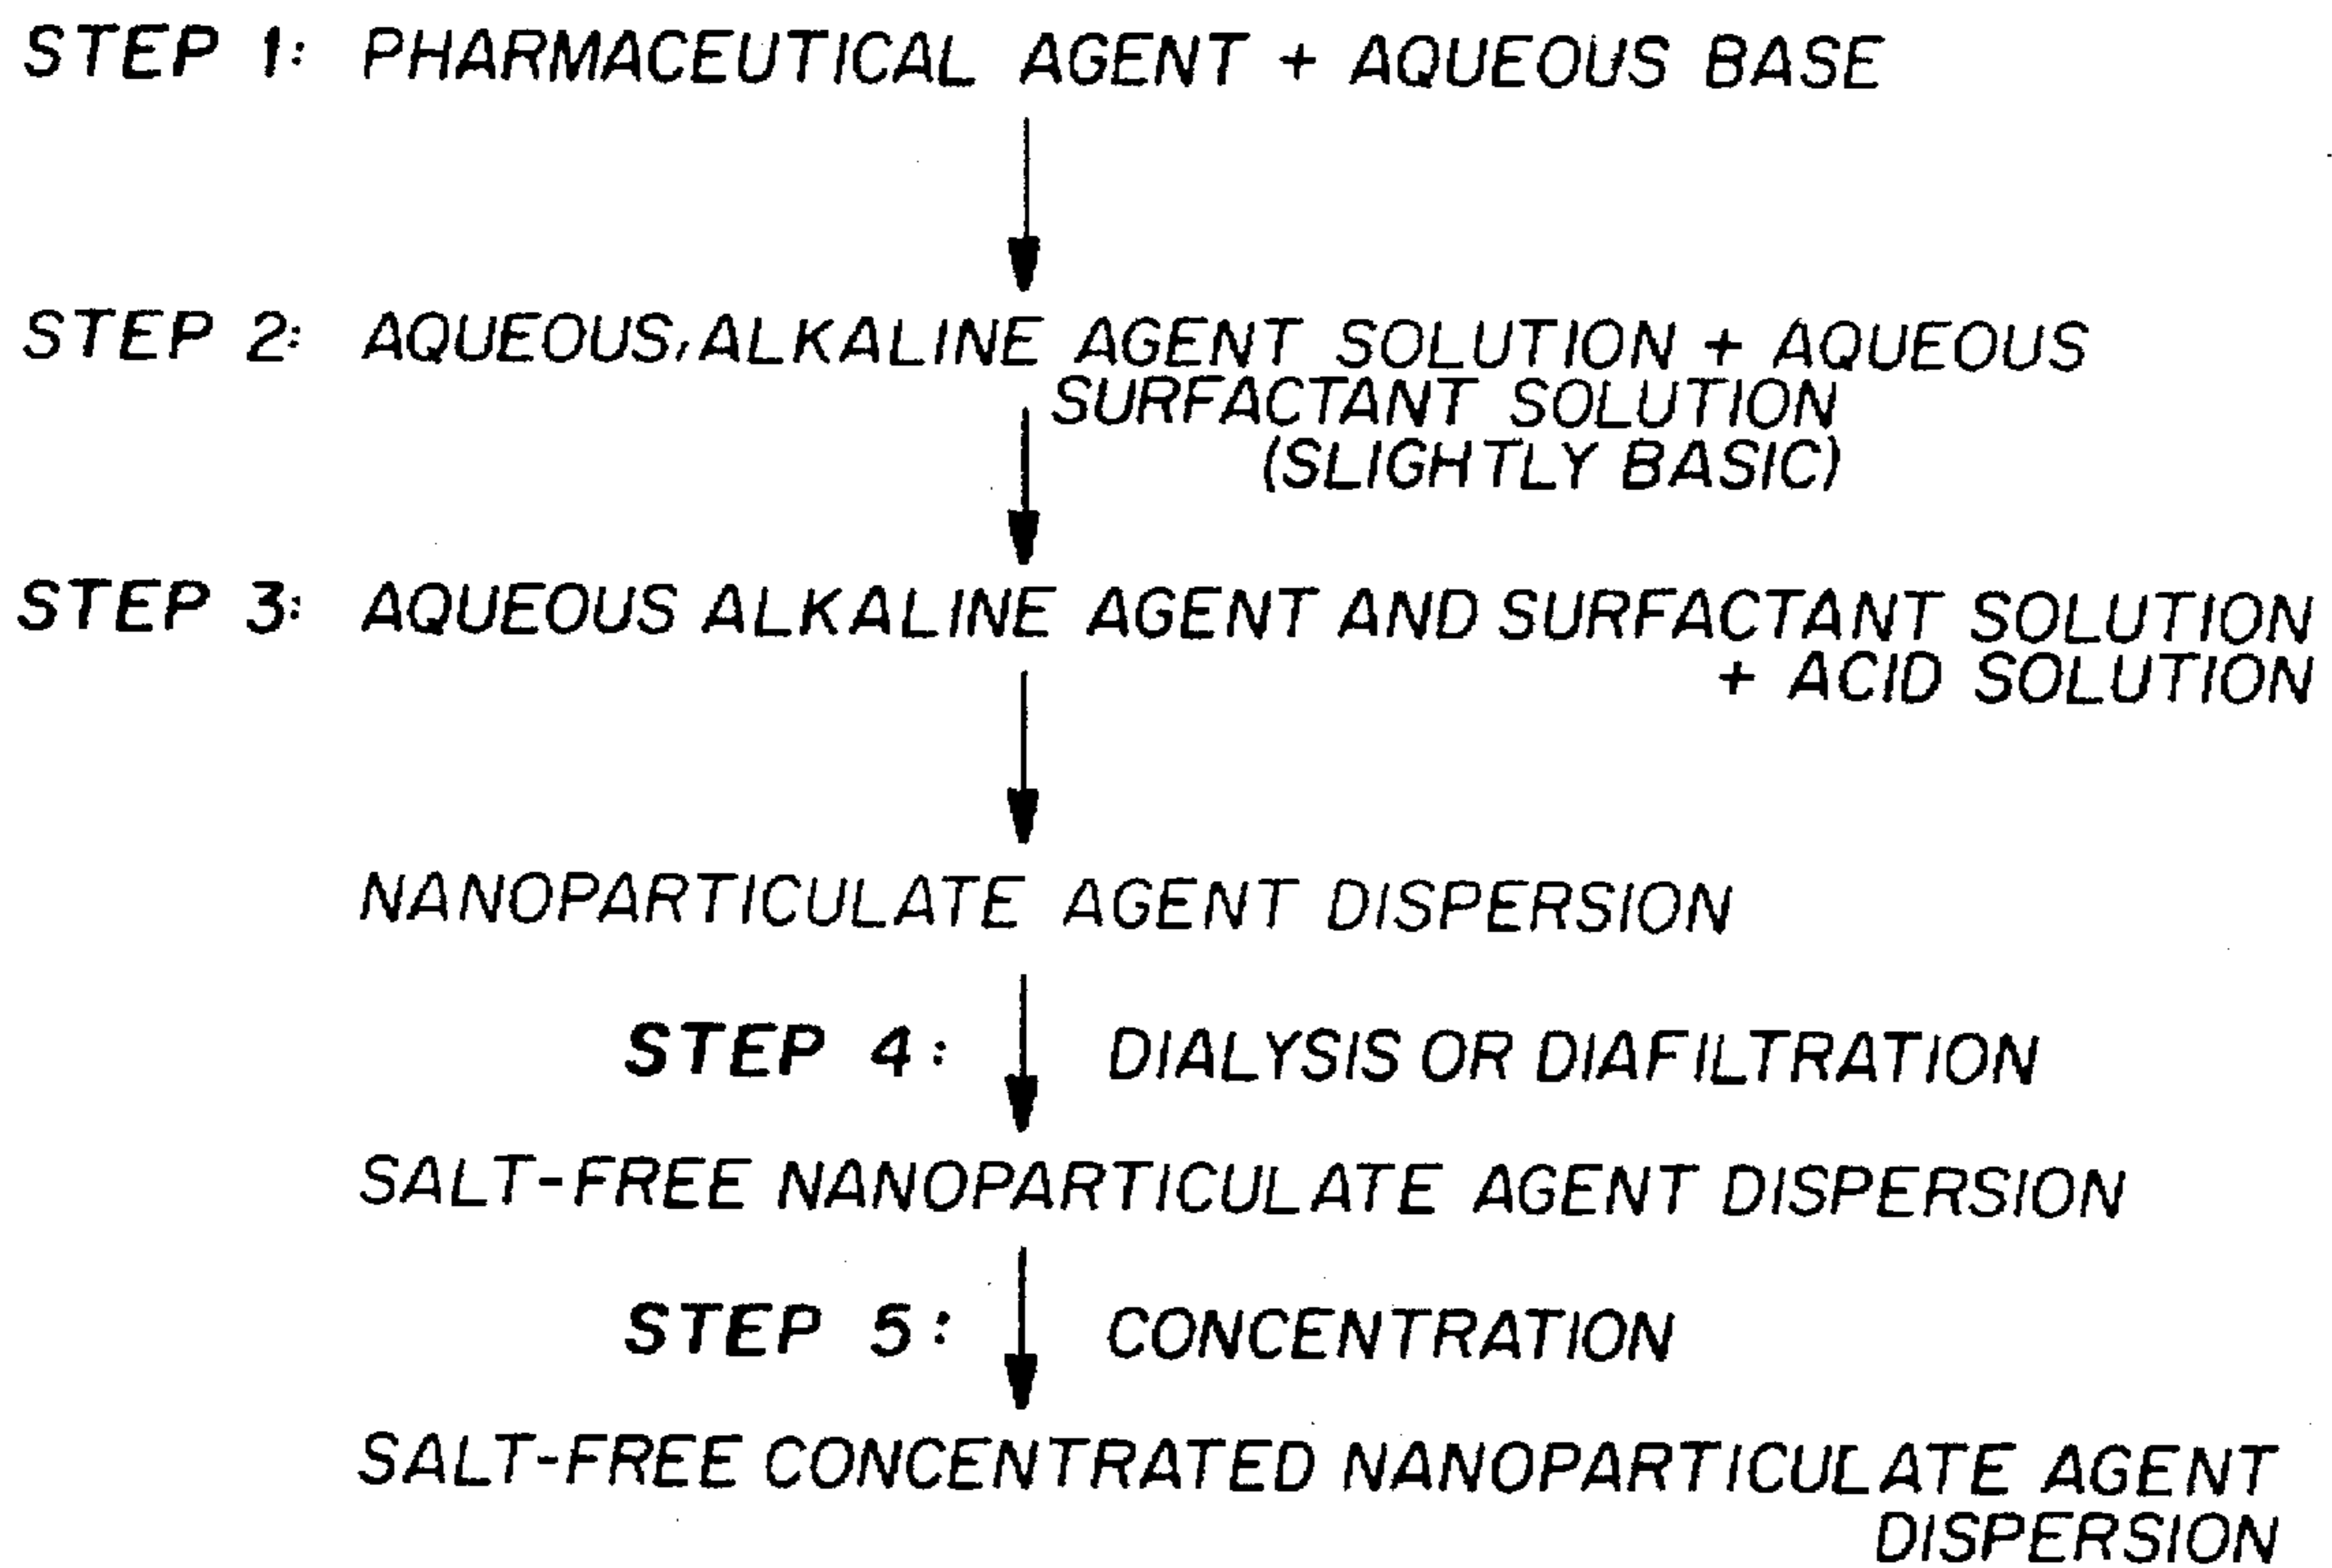 STEP 1: PHARMACEUTICAL AGENT + AQUEOUS BASE
STEP 2: AQUEOUS, ALKALINE AGENT SOLUTION + AQUEOUS
SURFACTANT SOLUTION
(SLIGHTLY BASIC)
STEP 3: AQUEOUS ALKALINE AGENT AND SURFACTANT SOLUTION
+ ACID SOLUTION
NANOPARTICULATE AGENT DISPERSION
STEP 4: DIALYSIS OR DIAFILTRATION
SALT-FREE NANOPARTICULATE AGENT DISPERSION
STEP 5: CONCENTRATION
SALT-FREE CONCENTRATED NANOPARTICULATE AGENT
DISPERSION